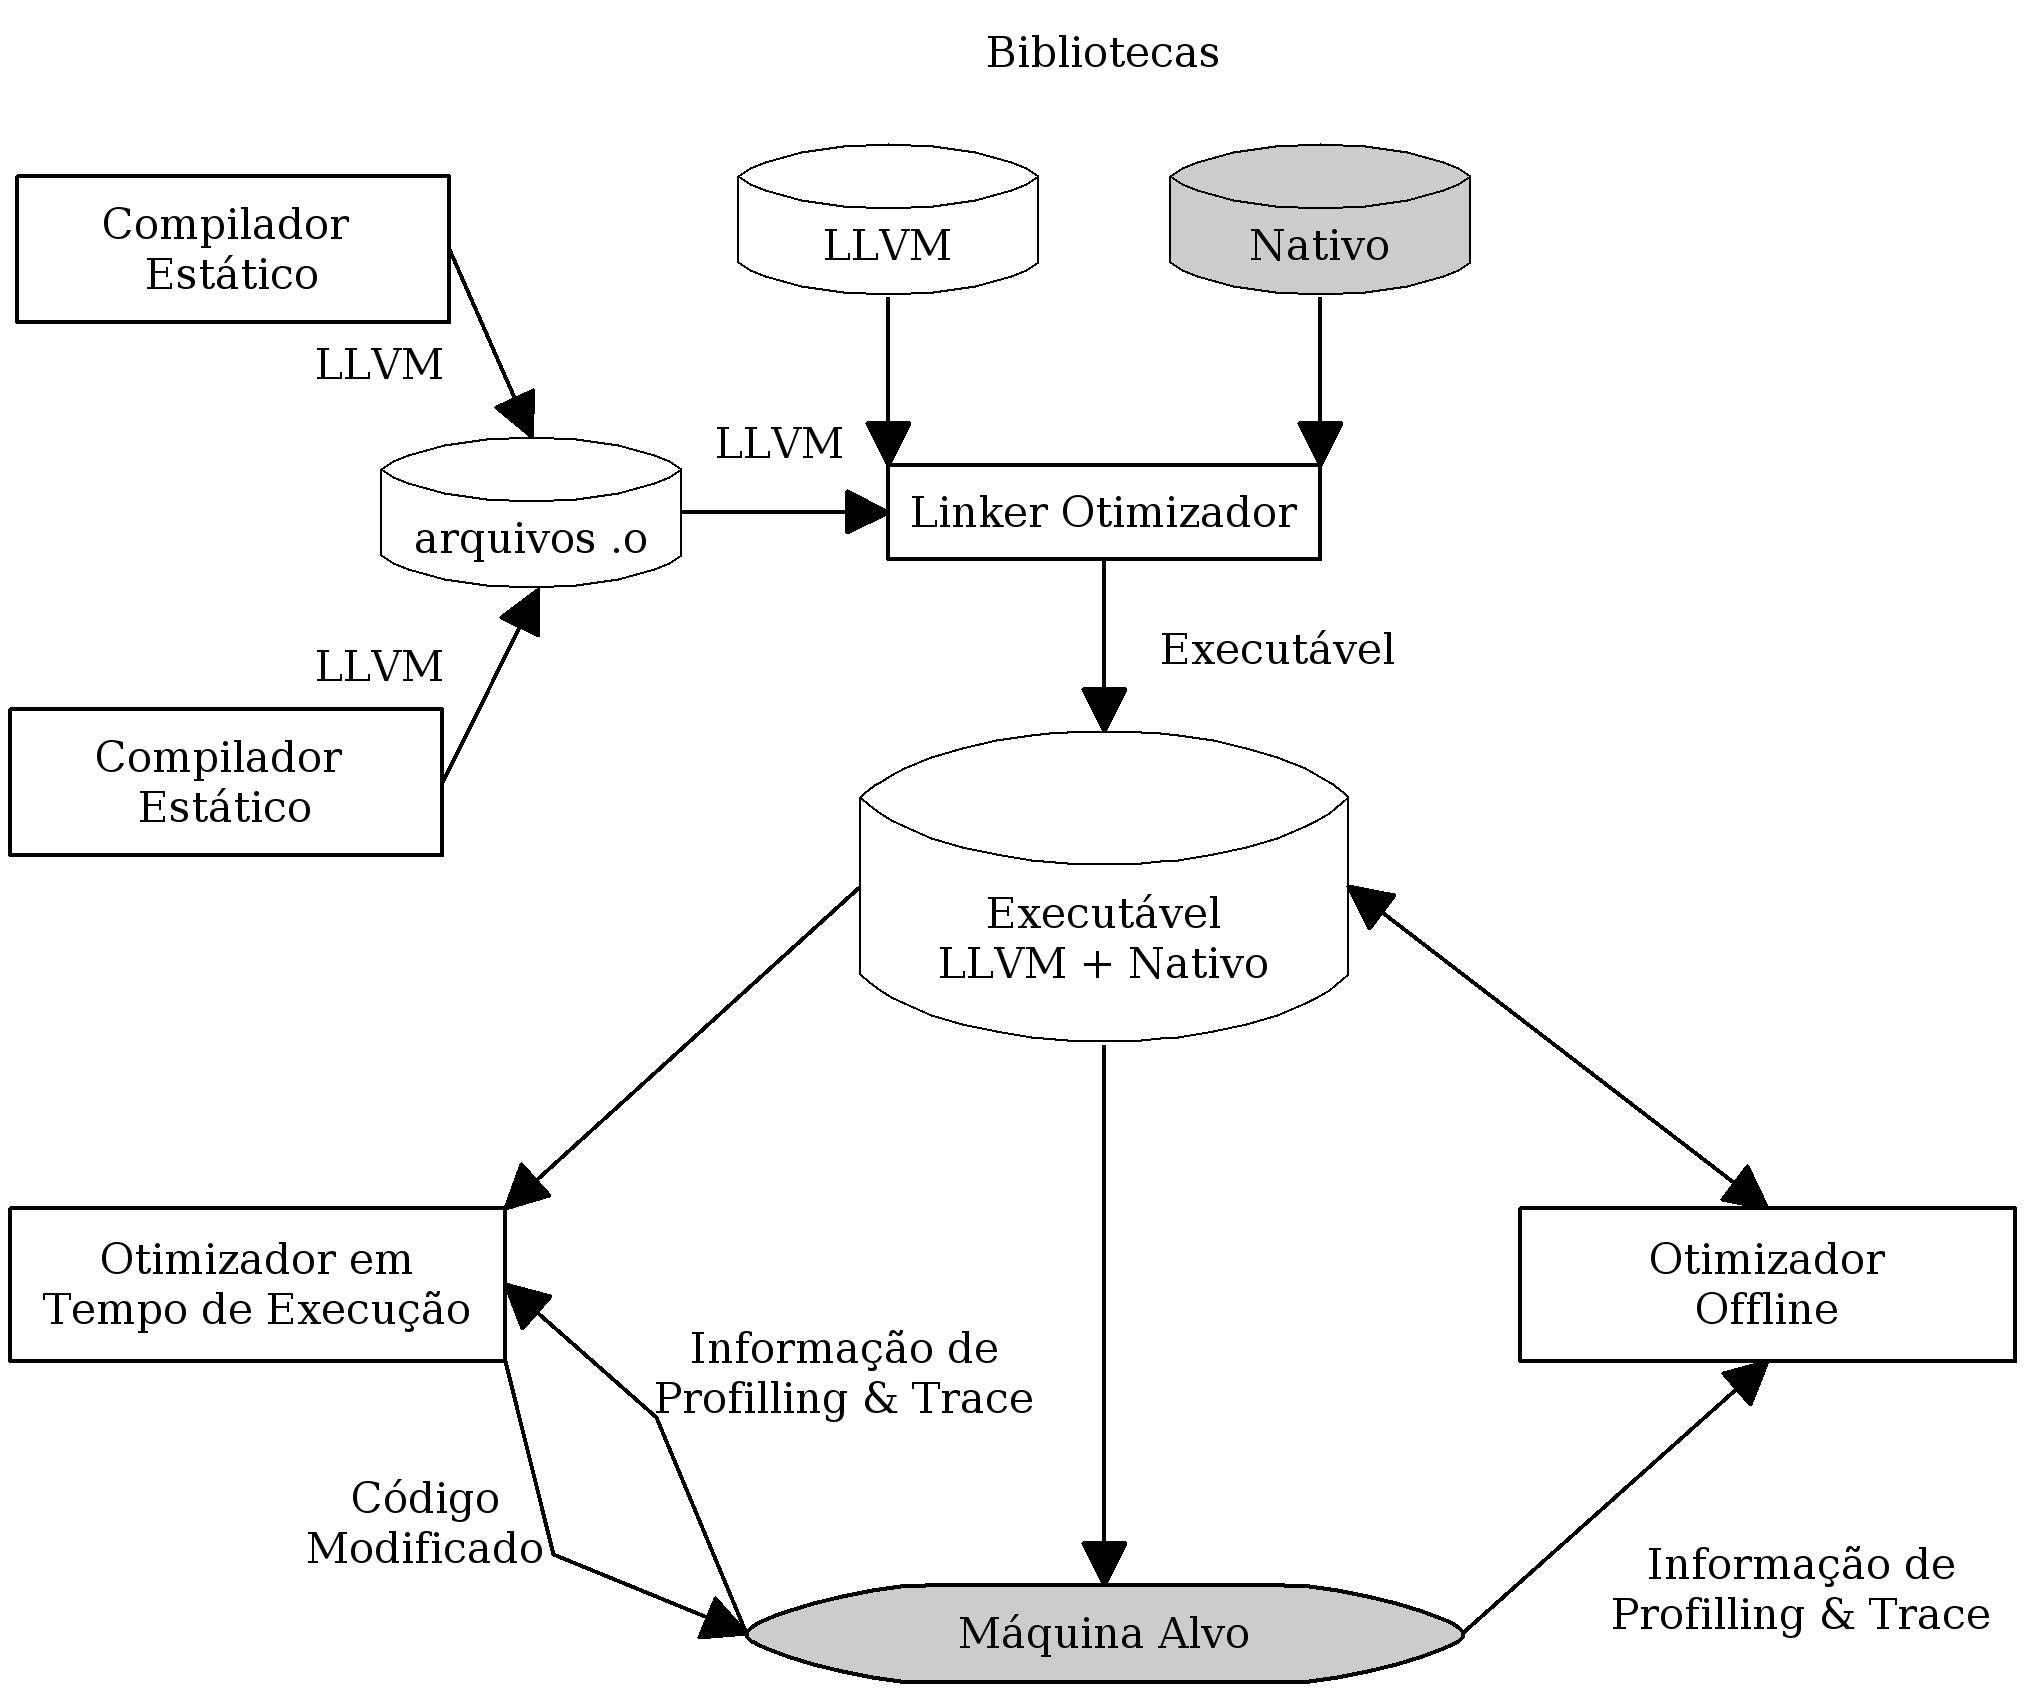 Bibliotecas
Compilador
Estático
LLVM
Nativo
LLVM
LLVM
Linker Otimizador
arquivos .o
Executável
LLVM
Compilador
Estático
Executável
LLVM + Nativo
Otimizador em
Tempo de Execução
Otimizador
Offline
Informação de
Profilling & Trace
Código
Modificado
Informação de
Profilling & Trace
Máquina Alvo